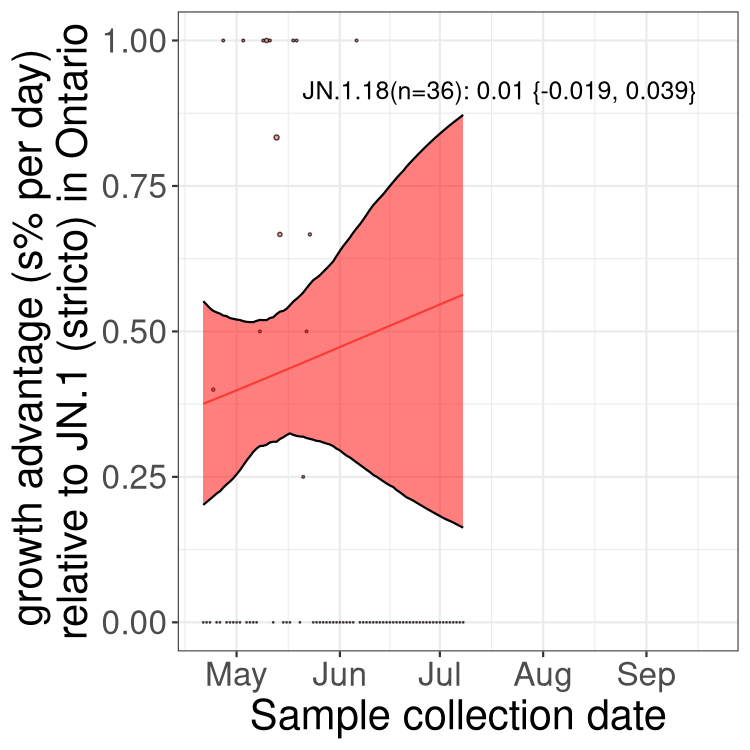 growth advantage (s% per day)
relative to JN.1 (stricto) in Ontario
1.00
0.75
0.50
0.25
0.00
JN.1.18(n=36): 0.01 {-0.019, 0.039}
May Jun Jul Aug Sep
Sample collection date